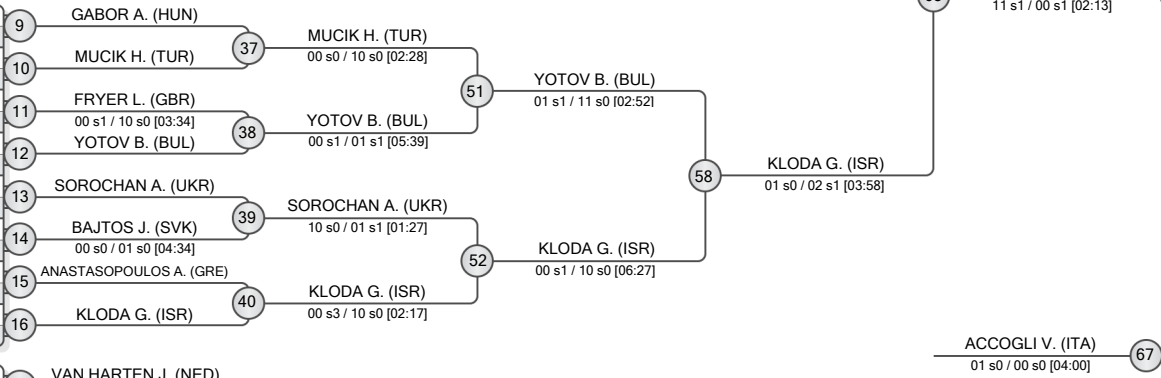 11 s1 / 00 s1 [02:13]
9
GABOR A. (HUN)
37
MUCIK H. (TUR)
00 s0 / 10 s0 [02:28]
10
MUCIK H. (TUR)
51
YOTOV B. (BUL)
01 s1 / 11 s0 [02:52]
11
FRYER L. (GBR)
00 s1 / 10 s0 [03:34]
38
YOTOV B. (BUL)
00 s1 / 01 s1 [05:39]
12
YOTOV B. (BUL)
58
KLODA G. (ISR)
01 s0 / 02 s1 [03:58]
13
SOROCHAN A. (UKR)
39
SOROCHAN A. (UKR)
10 s0 / 01 s1 [01:27]
14
BAJTOS J. (SVK)
00 s0 / 01 s0 [04:34]
52
KLODA G. (ISR)
00 s1 / 10 s0 [06:27]
15
ANASTASOPOULOS A. (GRE)
40
KLODA G. (ISR)
00 s3 / 10 s0 [02:17]
16
KLODA G. (ISR)
ACCOGLI V. (ITA)
01 s0 / 00 s0 [04:00]
67
VAN HARTEN J. (NED)